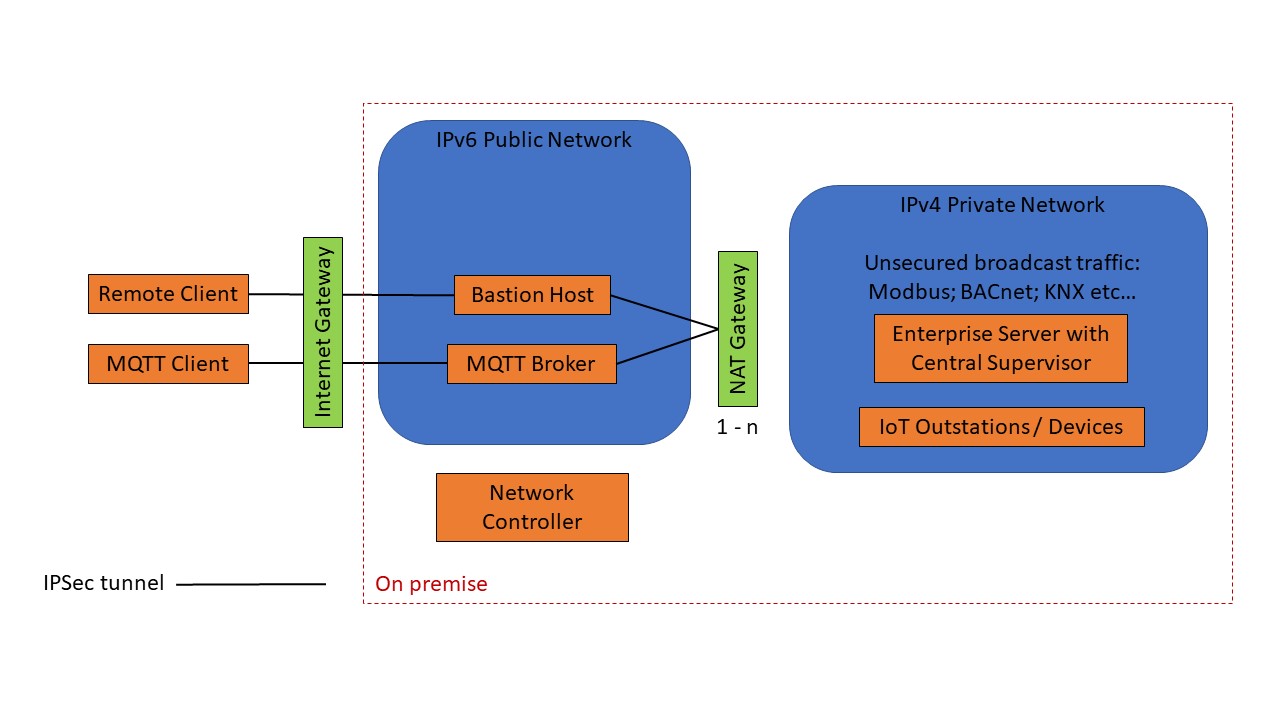 IPv6 Public Network
IPv4 Private Network
Unsecured broadcast traffic:
Modbus; BACnet; KNX etc...
Remote Client
Internet Gateway
Bastion Host
NAT Gateway
Enterprise Server with
Central Supervisor
MQTT Client
MQTT Broker
1 - n
IoT Outstations / Devices
Network
Controller
IPSec tunnel
On premise